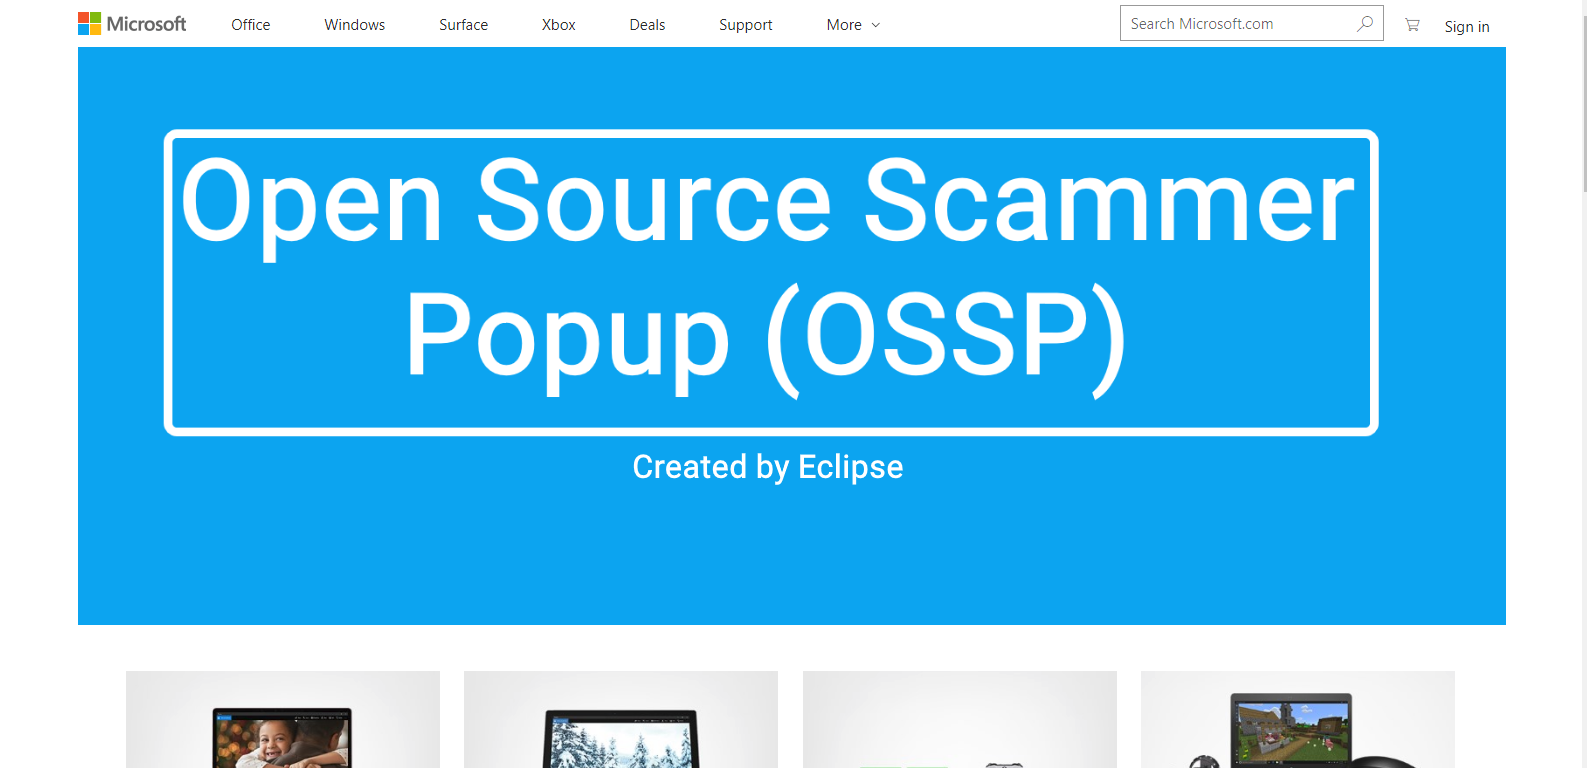 Microsoft Office Windows Surface Xbox Deals Support More Search Microsoft.com Sign in
Open Source Scammer
Popup (OSSP)
Created by Eclipse